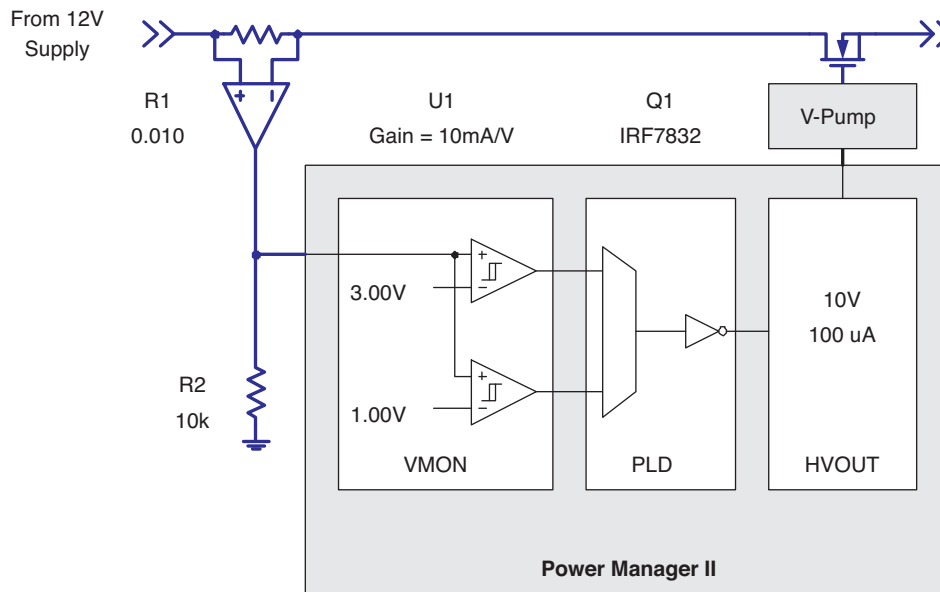 From 12V
Supply
R1
0.010
+
–
U1
Gain = 10mA/V
Q1
IRF7832
V-Pump
+
–
3.00V
+
–
1.00V
VMON
PLD
10V
100 uA
HVOUT
R2
10k
Power Manager II